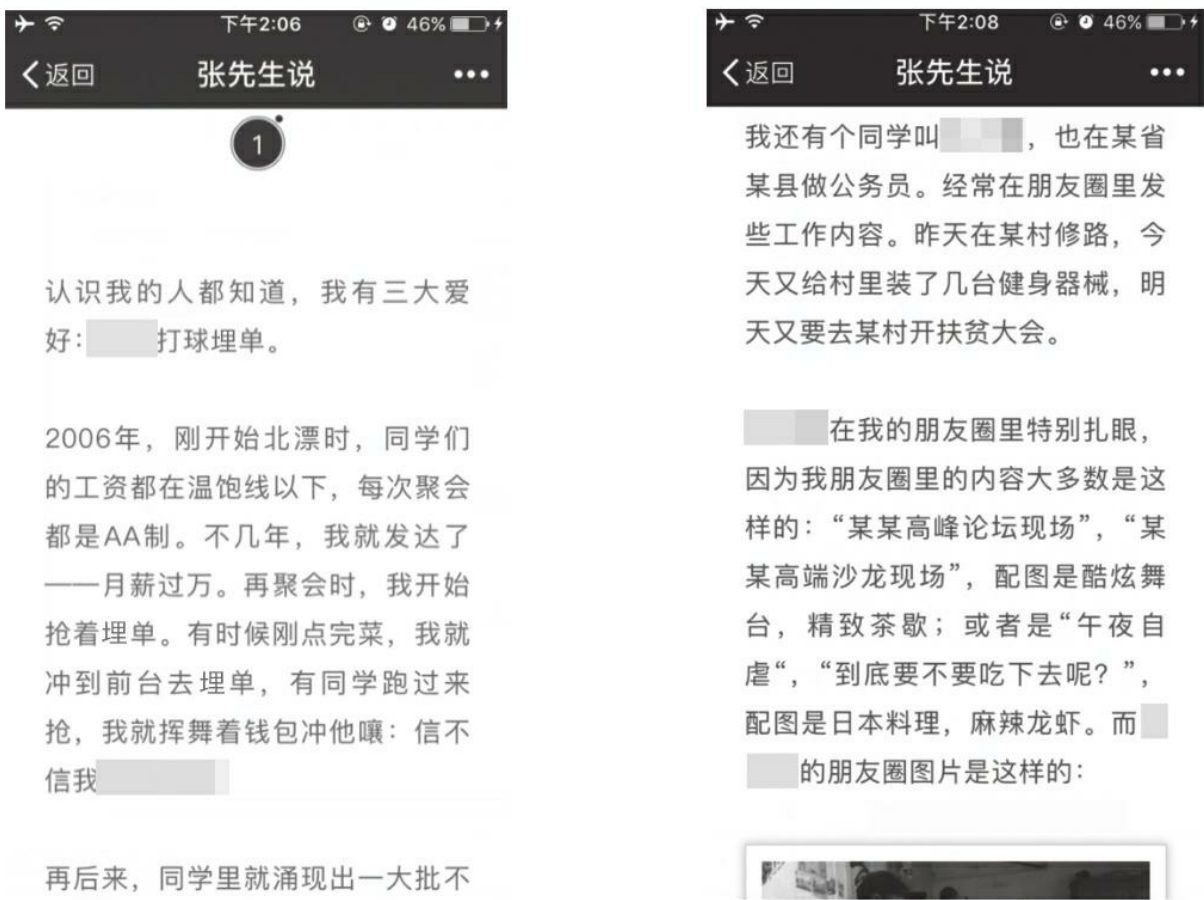 下午2:06 46%
返回 张先生说
1
认识我的人都知道，我有三大爱
好：打球埋单。
2006年，刚开始北漂时，同学们
的工资都在温饱线以下，每次聚会
都是AA制。不几年，我就发达了
——月薪过万。再聚会时，我开始
抢着埋单。有时候刚点完菜，我就
冲到前台去埋单，有同学跑过来
抢，我就挥舞着钱包冲他嚷：信不
信我
再后来，同学里就涌现出一大批不
下午2:08 46%
返回 张先生说
我还有个同学叫，也在某省
某县做公务员。经常在朋友圈里发
些工作内容。昨天在某村修路，今
天又给村里装了几台健身器械，明
天又要去某村开扶贫大会。
在我的朋友圈里特别扎眼，
因为我朋友圈里的内容大多数是这
样的：“某某高峰论坛现场”，“某
某高端沙龙现场”，配图是酷炫舞
台，精致茶歇；或者是“午夜自
虐“，“到底要不要吃下去呢？”，
配图是日本料理，麻辣龙虾。而
的朋友圈图片是这样的：